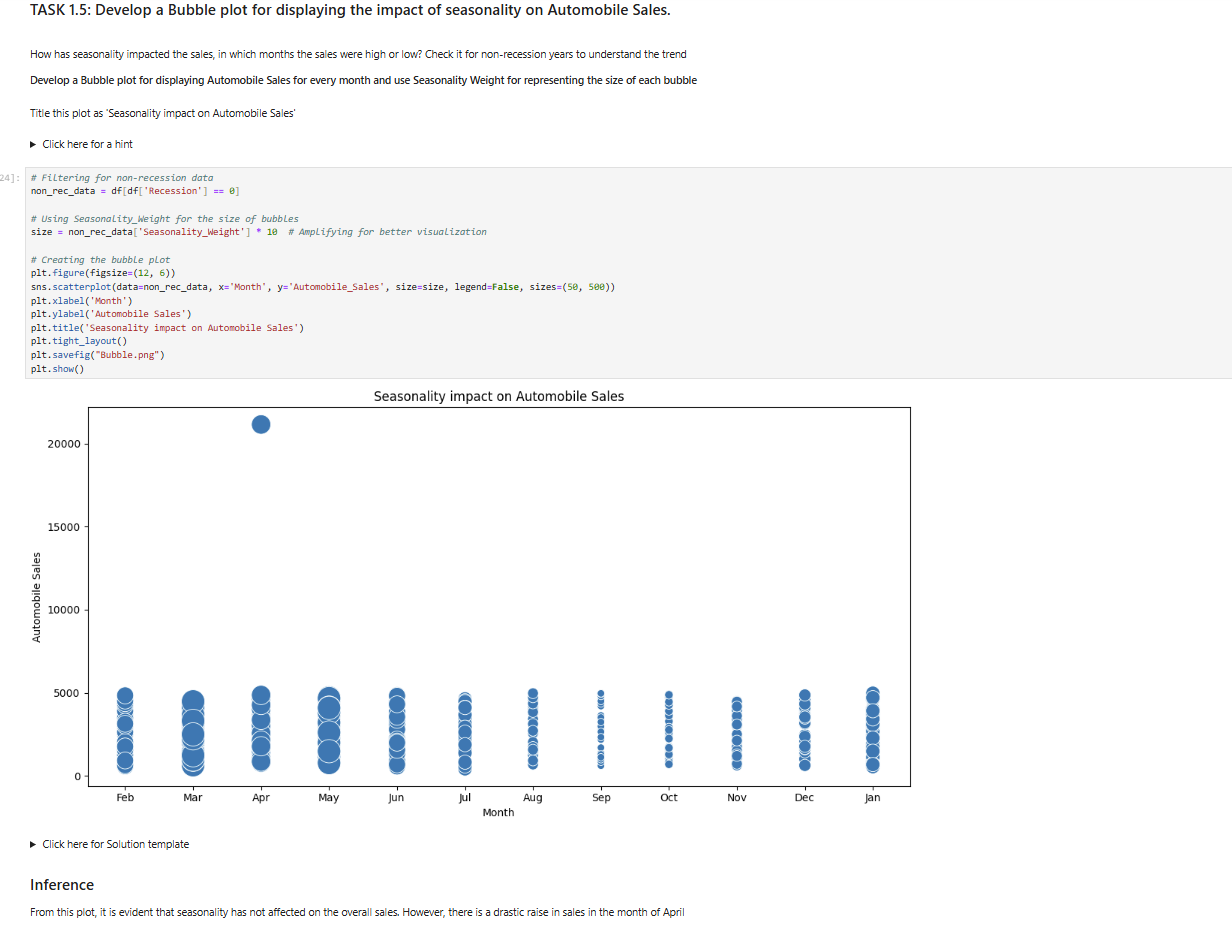 TASK 1.5: Develop a Bubble plot for displaying the impact of seasonality on Automobile Sales.
How has seasonality impacted the sales, in which months the sales were high or low? Check it for non-recession years to understand the trend
Develop a Bubble plot for displaying Automobile Sales for every month and use Seasonality Weight for representing the size of each bubble
Title this plot as 'Seasonality impact on Automobile Sales'
▶ Click here for a hint
24]:
# Filtering for non-recession data
non_rec_data = df[df['Recession'] == 0]
# Using Seasonality_Weight for the size of bubbles
size = non_rec_data['Seasonality_Weight'] * 10  # Amplifying for better visualization
# Creating the bubble plot
plt.figure(figsize=(12, 6))
sns.scatterplot(data=non_rec_data, x='Month', y='Automobile_Sales', size=size, legend=False, sizes=(50, 500))
plt.xlabel('Month')
plt.ylabel('Automobile Sales')
plt.title('Seasonality impact on Automobile Sales')
plt.tight_layout()
plt.savefig("Bubble.png")
plt.show()
Seasonality impact on Automobile Sales
20000
15000
10000
5000
0
Automobile Sales
Feb Mar Apr May Jun Jul Aug Sep Oct Nov Dec Jan
Month
▶ Click here for Solution template
Inference
From this plot, it is evident that seasonality has not affected on the overall sales. However, there is a drastic raise in sales in the month of April